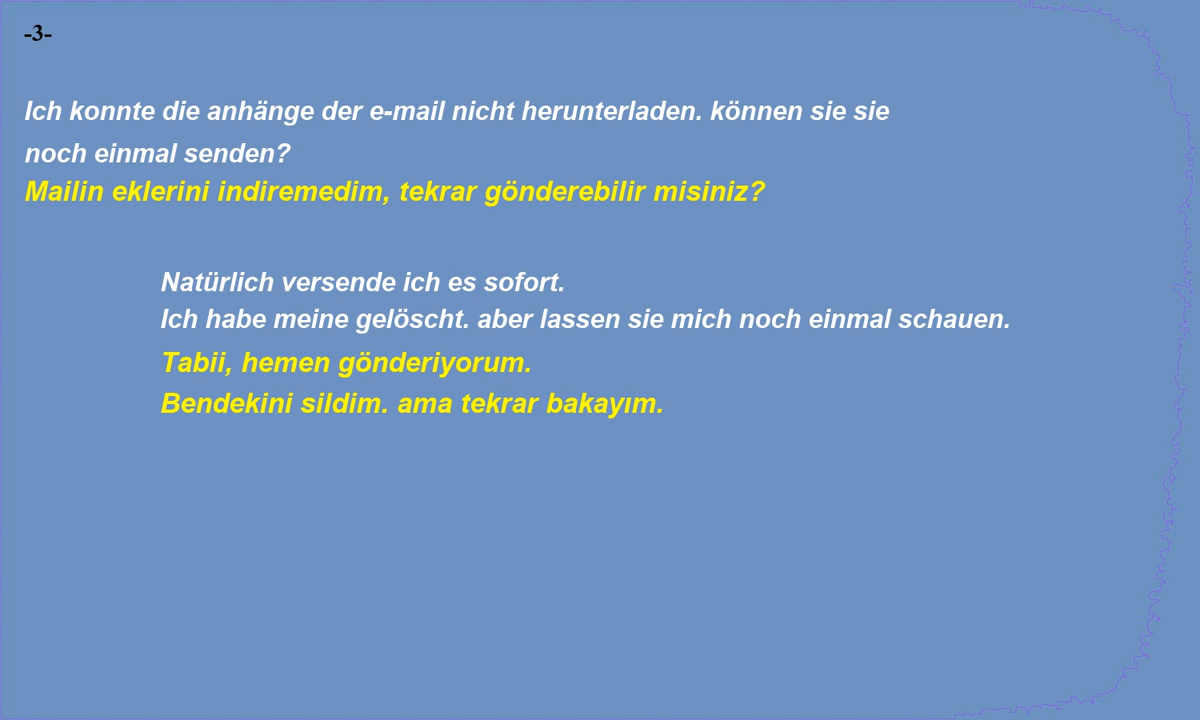 -3-
Ich konnte die anhänge der e-mail nicht herunterladen. können sie sie
noch einmal senden?
Mailin eklerini indiremedim, tekrar gönderebilir misiniz?
Natürlich versende ich es sofort.
Ich habe meine gelöscht. aber lassen sie mich noch einmal schauen.
Tabii, hemen gönderiyorum.
Bendekini sildim. ama tekrar bakayım.